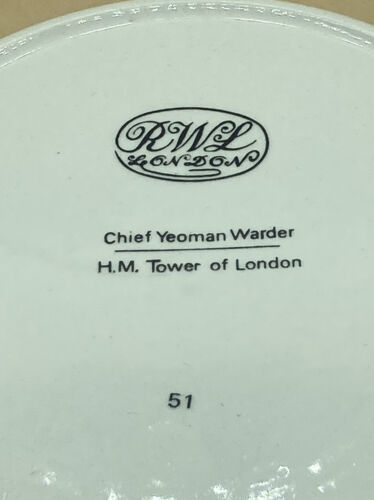 RWL
LONDON
Chief Yeoman Warder
H.M. Tower of London
51